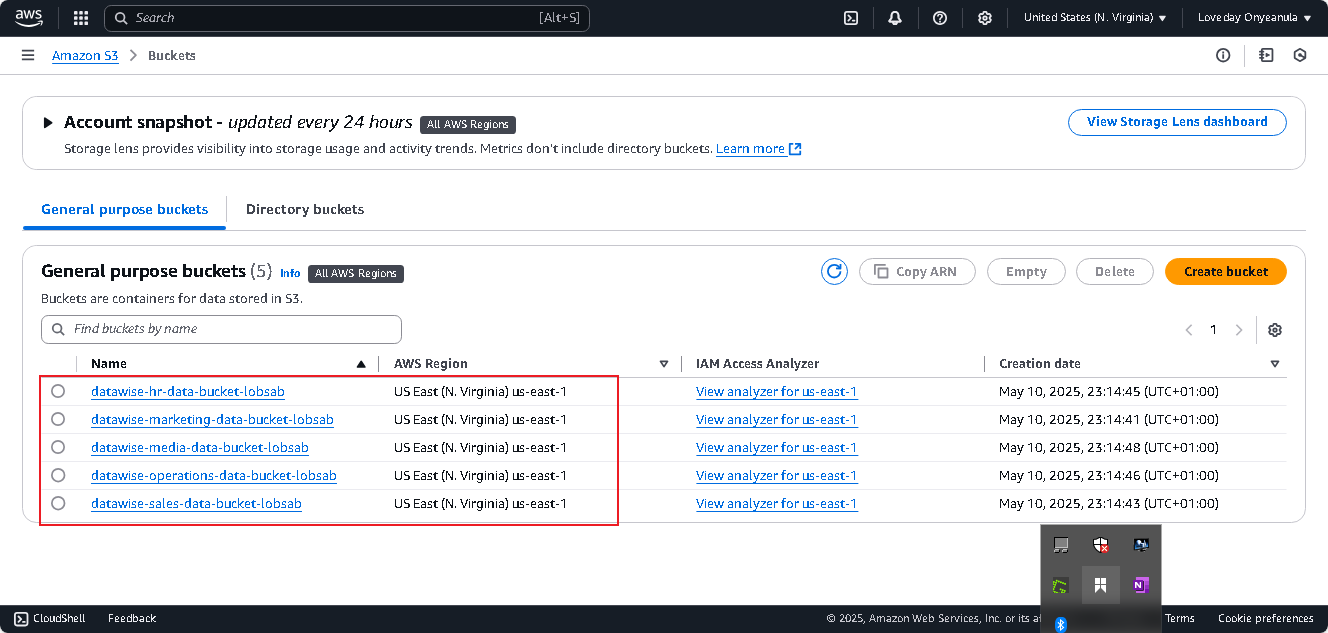 aws
Search [Alt+S]
United States (N. Virginia) ▼
Loveday Onyeanula ▼
Amazon S3 > Buckets
Account snapshot - updated every 24 hours All AWS Regions
View Storage Lens dashboard
Storage lens provides visibility into storage usage and activity trends. Metrics don't include directory buckets. Learn more
General purpose buckets Directory buckets
General purpose buckets (5) Info All AWS Regions
Copy ARN Empty Delete Create bucket
Buckets are containers for data stored in S3.
Find buckets by name
1
Name AWS Region IAM Access Analyzer Creation date
datawise-hr-data-bucket-lobsab US East (N. Virginia) us-east-1 View analyzer for us-east-1 May 10, 2025, 23:14:45 (UTC+01:00)
datawise-marketing-data-bucket-lobsab US East (N. Virginia) us-east-1 View analyzer for us-east-1 May 10, 2025, 23:14:41 (UTC+01:00)
datawise-media-data-bucket-lobsab US East (N. Virginia) us-east-1 View analyzer for us-east-1 May 10, 2025, 23:14:48 (UTC+01:00)
datawise-operations-data-bucket-lobsab US East (N. Virginia) us-east-1 View analyzer for us-east-1 May 10, 2025, 23:14:46 (UTC+01:00)
datawise-sales-data-bucket-lobsab US East (N. Virginia) us-east-1 View analyzer for us-east-1 May 10, 2025, 23:14:43 (UTC+01:00)
N
CloudShell Feedback © 2025, Amazon Web Services, Inc. or its Terms Cookie preferences